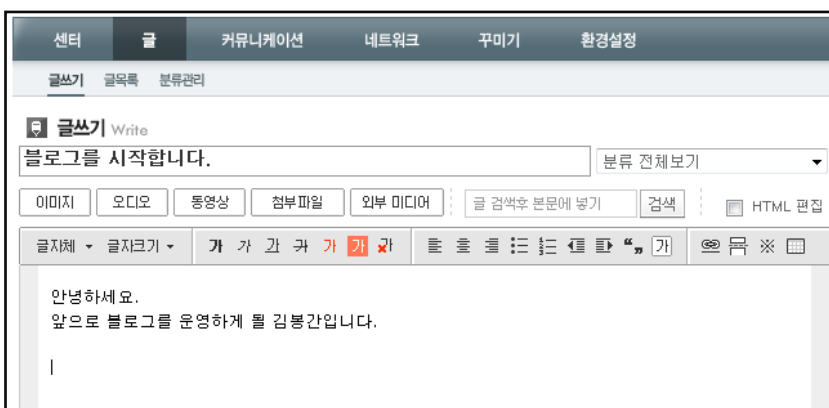 센터 글 커뮤니케이션 네트워크 꾸미기 환경설정
글쓰기 글목록 분류관리
글쓰기 Write
블로그를 시작합니다. 분류 전체보기
이미지 오디오 동영상 첨부파일 외부 미디어 글 검색후 본문에 넣기 검색 HTML 편집
글자체 글자크기 가 가 가 가 가 가 가 가
안녕하세요.
앞으로 블로그를 운영하게 될 김봉간입니다.